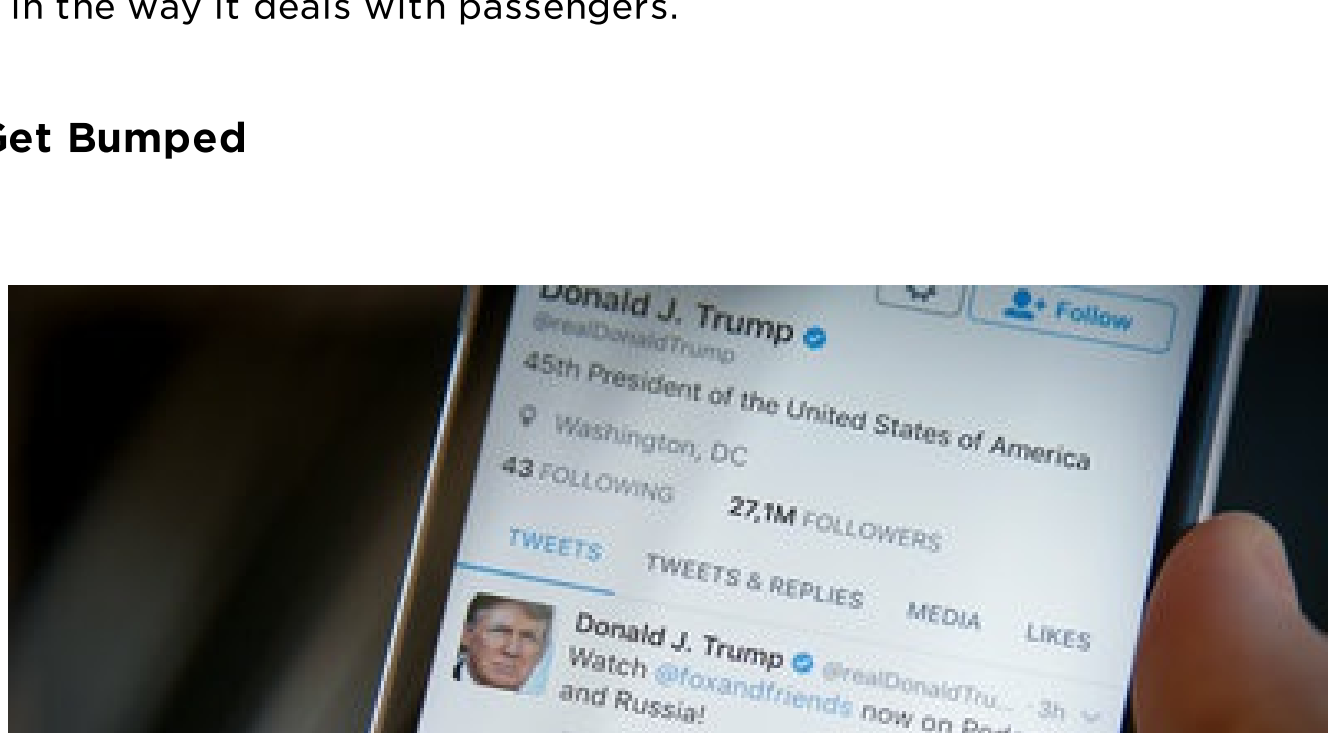 in the way it deals with passengers.
Get Bumped
Donald J. Trump
Follow
@realDonaldTrump
45th President of the United States of America
Washington, DC
43 FOLLOWING 27,1M FOLLOWERS
TWEETS TWEETS & REPLIES MEDIA LIKES
Donald J. Trump @realDonaldTru... · 3h
Watch @foxandfriends now on
and Russia!